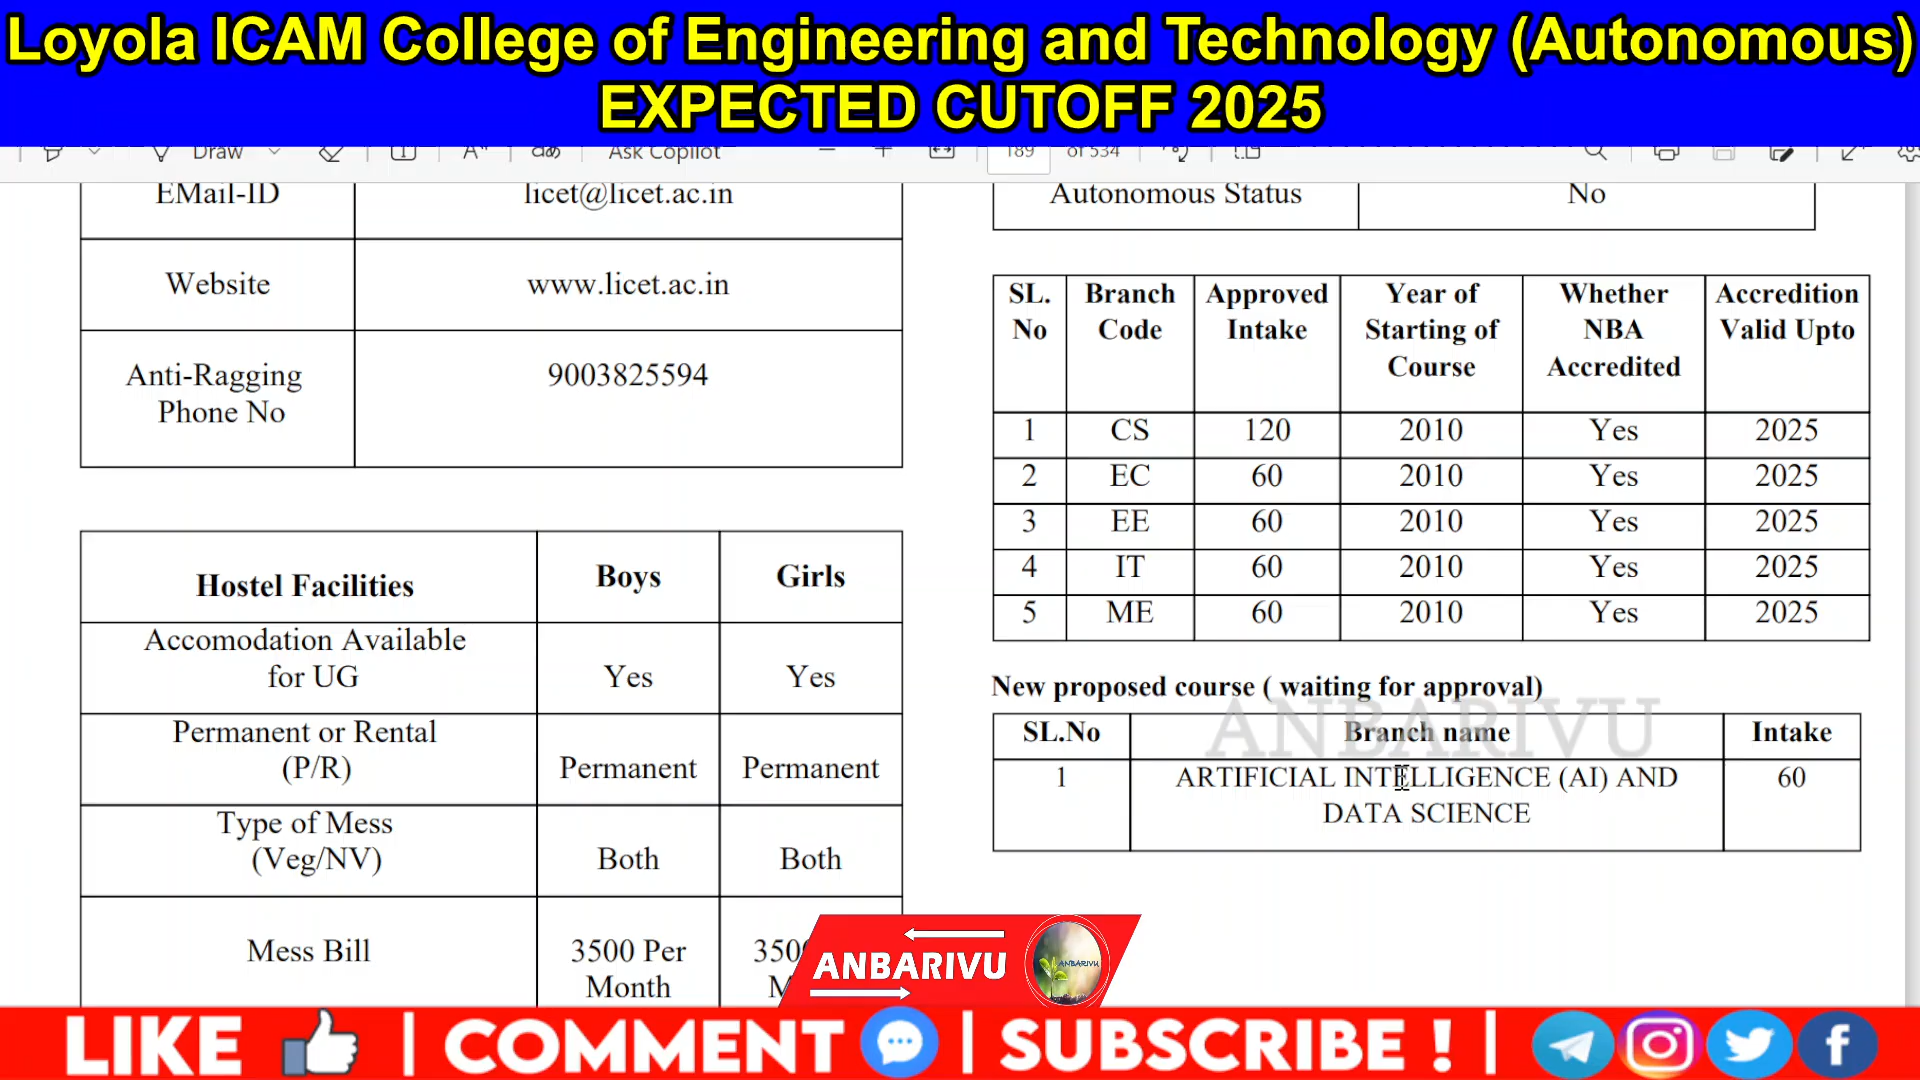 Loyola ICAM College of Engineering and Technology (Autonomous)
EXPECTED CUTOFF 2025
Draw
Ask Copilot
189 of 534
EMail-ID licet@licet.ac.in
Website www.licet.ac.in
Anti-Ragging Phone No 9003825594
Hostel Facilities Boys Girls
Accomodation Available for UG Yes Yes
Permanent or Rental (P/R) Permanent Permanent
Type of Mess (Veg/NV) Both Both
Mess Bill 3500 Per Month
Autonomous Status No
SL. No Branch Code Approved Intake Year of Starting of Course Whether NBA Accredited Accredition Valid Upto
1 CS 120 2010 Yes 2025
2 EC 60 2010 Yes 2025
3 EE 60 2010 Yes 2025
4 IT 60 2010 Yes 2025
5 ME 60 2010 Yes 2025
New proposed course ( waiting for approval)
ANBARIVU
SL.No Branch name Intake
1 ARTIFICIAL INTELLIGENCE (AI) AND DATA SCIENCE 60
ANBARIVU
ANBARIVU
LIKE | COMMENT | SUBSCRIBE ! |